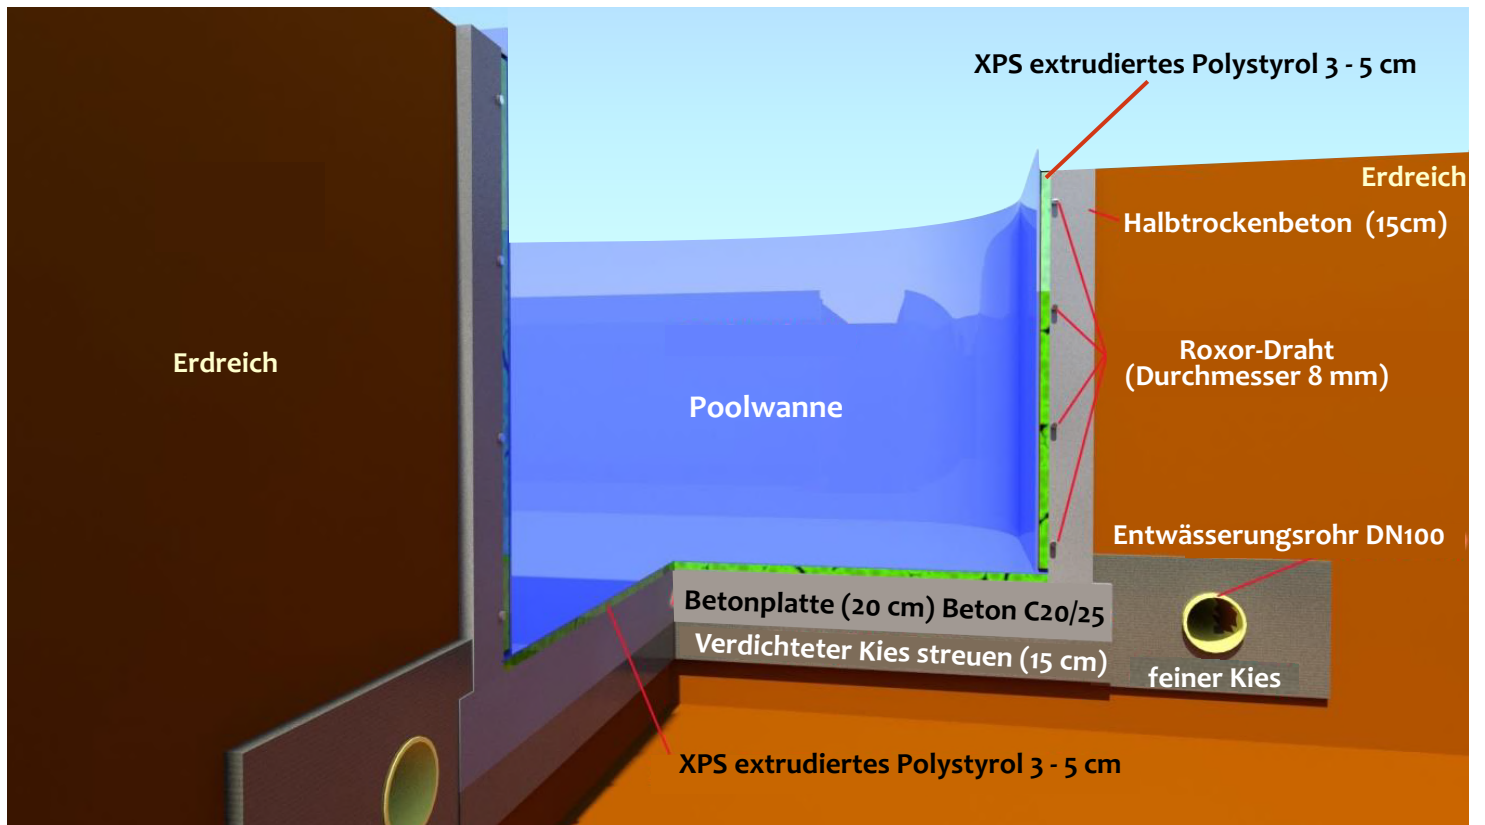 XPS extrudiertes Polystyrol 3 - 5 cm
Erdreich
Halbtrockenbeton (15cm)
Erdreich
Roxor-Draht
(Durchmesser 8 mm)
Poolwanne
Entwässerungsrohr DN100
Betonplatte (20 cm) Beton C20/25
Verdichteter Kies streuen (15 cm)
feiner Kies
XPS extrudiertes Polystyrol 3 - 5 cm